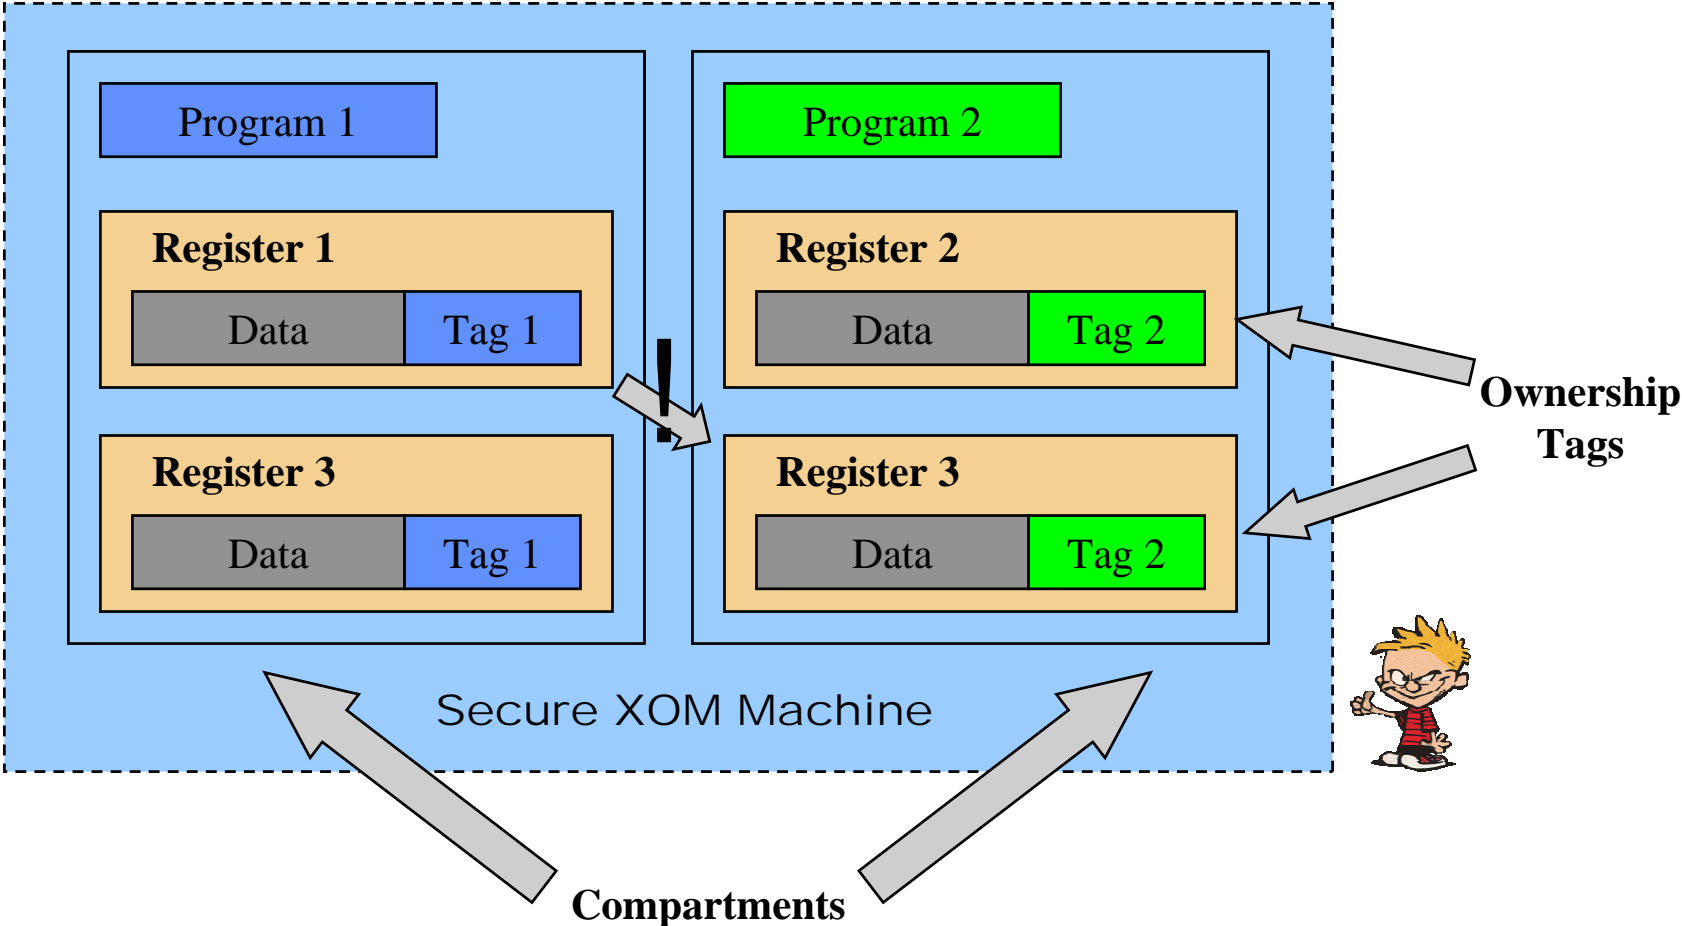 Program 1
Program 2
Register 1
Data
Tag 1
Register 2
Data
Tag 2
!
Register 3
Data
Tag 1
Register 3
Data
Tag 2
Ownership
Tags
Secure XOM Machine
Compartments